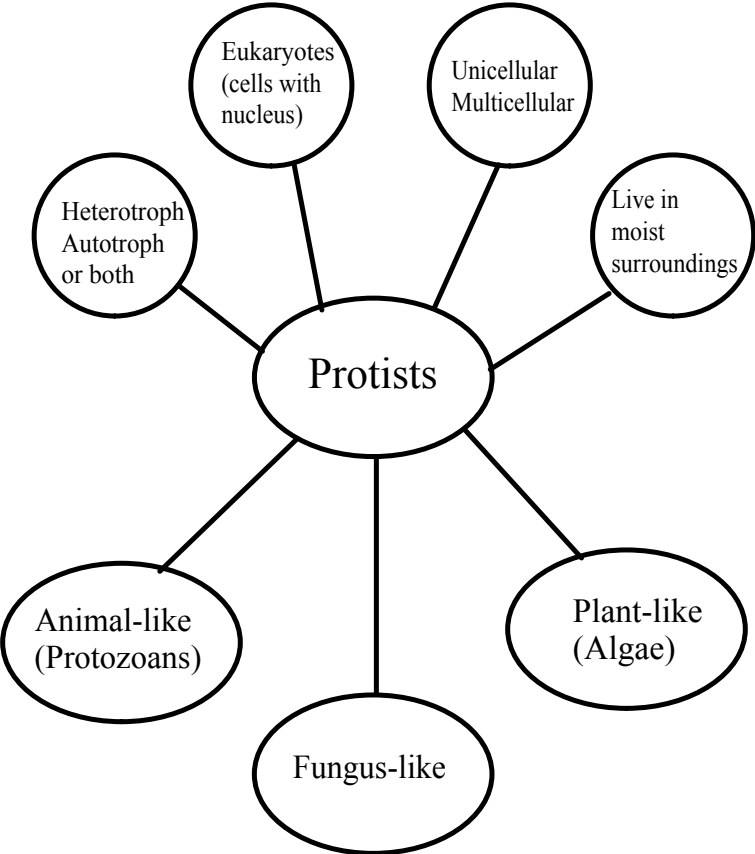 Eukaryotes
(cells with
nucleus)
Unicellular
Multicellular
Heterotroph
Autotroph
or both
Live in
moist
surroundings
Protists
Animal-like
(Protozoans)
Plant-like
(Algae)
Fungus-like